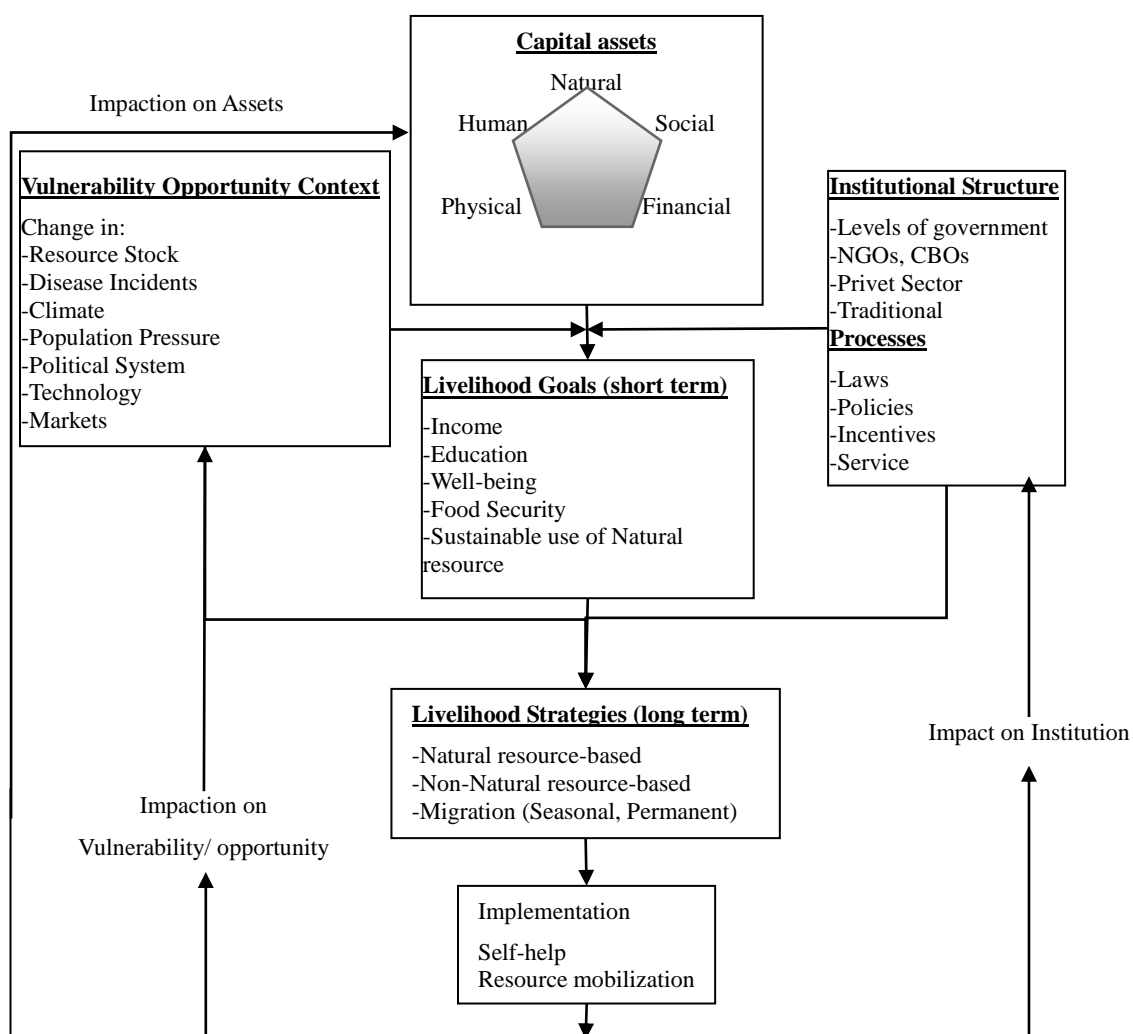 Capital assets
Natural
Human
Social
Physical
Financial
Impaction on Assets
Vulnerability Opportunity Context
Change in:
-Resource Stock
-Disease Incidents
-Climate
-Population Pressure
-Political System
-Technology
-Markets
Institutional Structure
-Levels of government
-NGOs, CBOs
-Privet Sector
-Traditional
Processes
-Laws
-Policies
-Incentives
-Service
Livelihood Goals (short term)
-Income
-Education
-Well-being
-Food Security
-Sustainable use of Natural
resource
Livelihood Strategies (long term)
-Natural resource-based
-Non-Natural resource-based
-Migration (Seasonal, Permanent)
Impact on Institution
Impaction on
Vulnerability/ opportunity
Implementation
Self-help
Resource mobilization